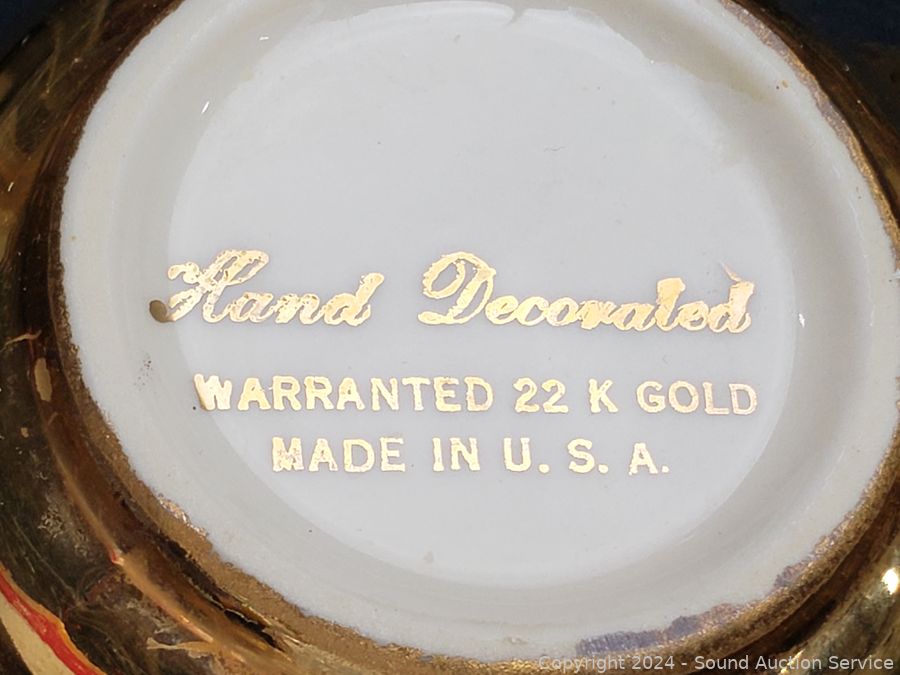 Hand Decorated
WARRANTED 22 K GOLD
MADE IN U. S. A.
Copyright 2024 - Sound Auction Service